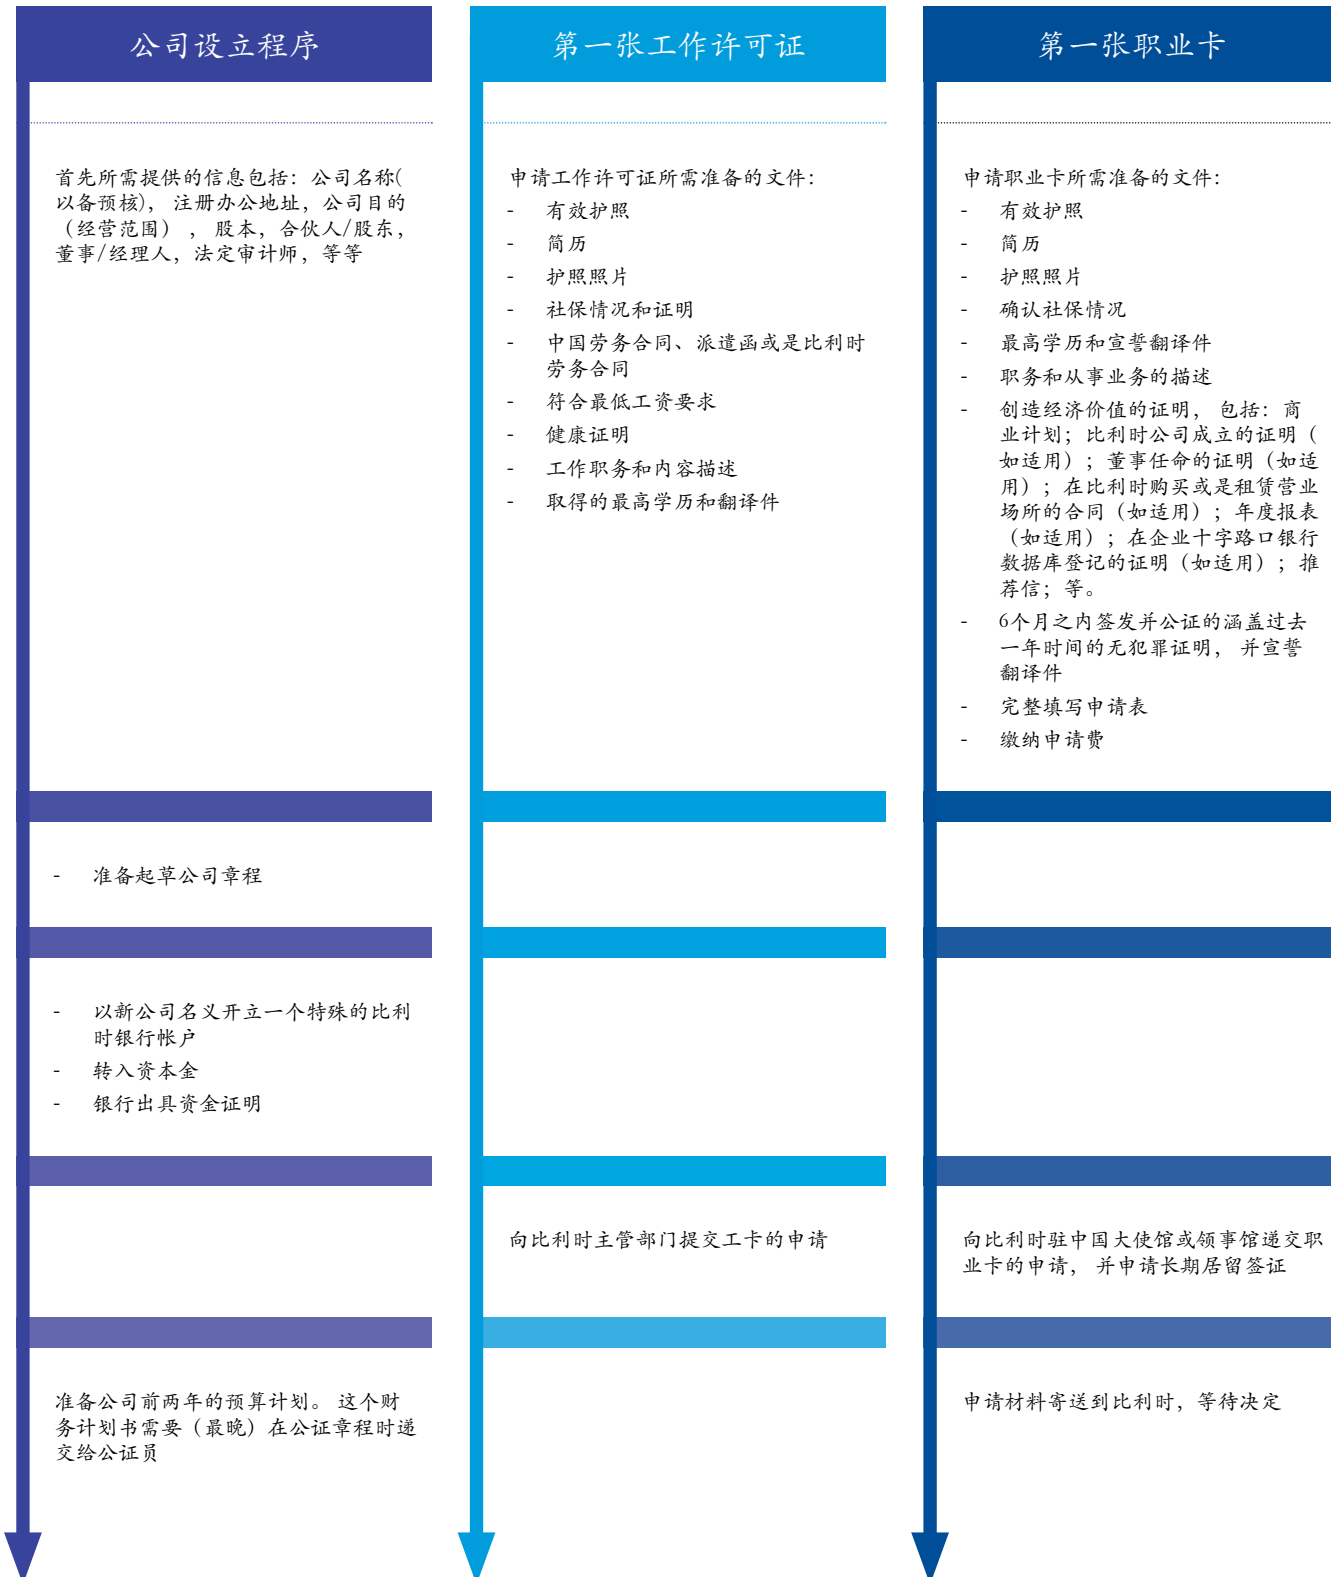 公司设立程序
首先所需提供的信息包括：公司名称(
以备预核)， 注册办公地址，公司目的
（经营范围），股本，合伙人/股东，
董事/经理人，法定审计师，等等
- 准备起草公司章程
- 以新公司名义开立一个特殊的比利
时银行帐户
- 转入资本金
- 银行出具资金证明
准备公司前两年的预算计划。 这个财
务计划书需要（最晚）在公证章程时递
交给公证员
第一张工作许可证
申请工作许可证所需准备的文件：
- 有效护照
- 简历
- 护照照片
- 社保情况和证明
- 中国劳务合同、派遣函或是比利时
劳务合同
- 符合最低工资要求
- 健康证明
- 工作职务和内容描述
- 取得的最高学历和翻译件
向比利时主管部门提交工卡的申请
第一张职业卡
申请职业卡所需准备的文件：
- 有效护照
- 简历
- 护照照片
- 确认社保情况
- 最高学历和宣誓翻译件
- 职务和从事业务的描述
- 创造经济价值的证明， 包括：商
业计划；比利时公司成立的证明（
如适用）；董事任命的证明（如适
用）；在比利时购买或是租赁营业
场所的合同（如适用）；年度报表
（如适用）；在企业十字路口银行
数据库登记的证明（如适用）；推
荐信；等。
- 6个月之内签发并公证的涵盖过去
一年时间的无犯罪证明， 并宣誓
翻译件
- 完整填写申请表
- 缴纳申请费
向比利时驻中国大使馆或领事馆递交职
业卡的申请， 并申请长期居留签证
申请材料寄送到比利时，等待决定